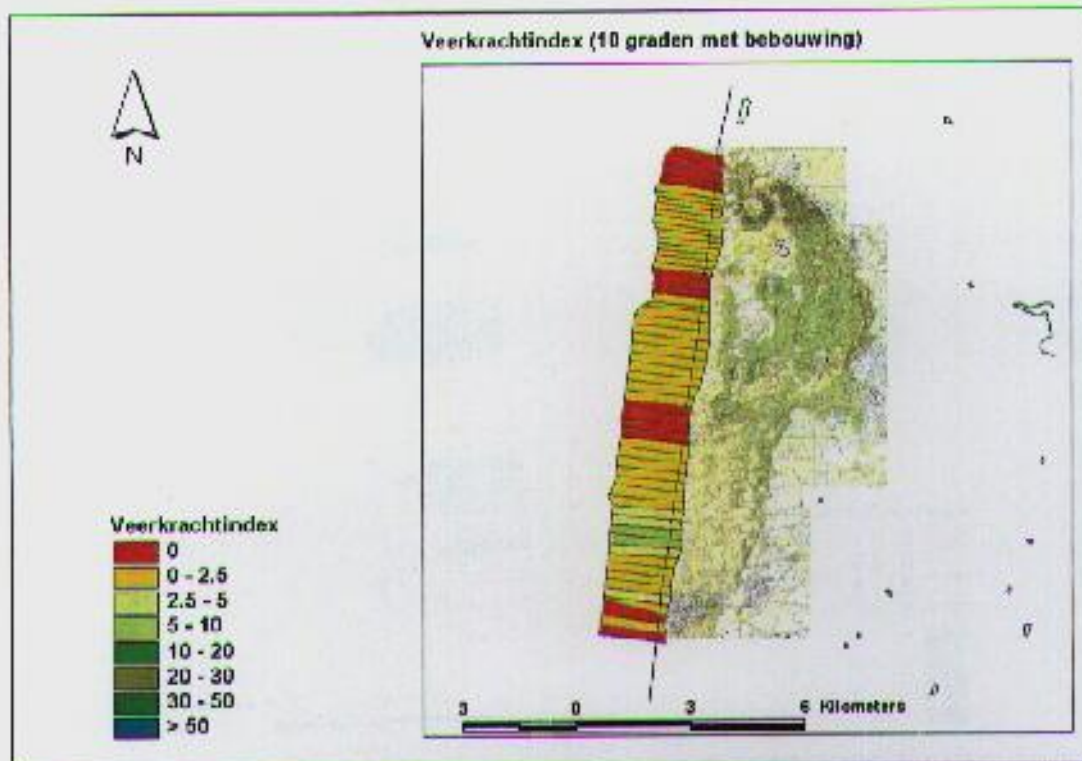 Veerkrachtindex (10 graden met bebouwing)
N
Veerkrachtindex
0
0 - 2.5
2.5 - 5
5 - 10
10 - 20
20 - 30
30 - 50
> 50
3 0 3 6 Kilometers